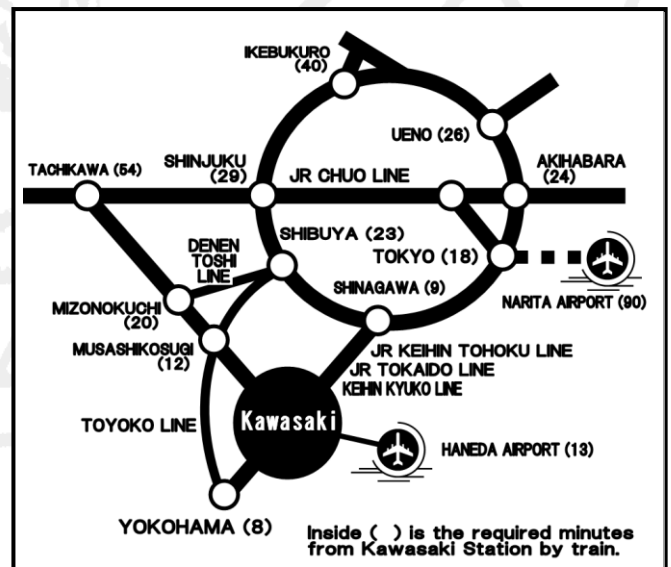 IKEBUKURO
(40)
UENO (26)
TACHIKAWA (54)
SHINJUKU
(29)
JR CHUO LINE
AKIHABARA
(24)
DENEN
TOSHI
LINE
SHIBUYA (23)
TOKYO (18)
SHINAGAWA (9)
NARITA AIRPORT (90)
MIZONOKUCHI
(20)
MUSASHIKOSUGI
(12)
JR KEIHIN TOHOKU LINE
JR TOKAIDO LINE
KEIHIN KYUKO LINE
TOYOKO LINE
Kawasaki
HANEDA AIRPORT (13)
YOKOHAMA (8)
Inside ( ) is the required minutes
from Kawasaki Station by train.